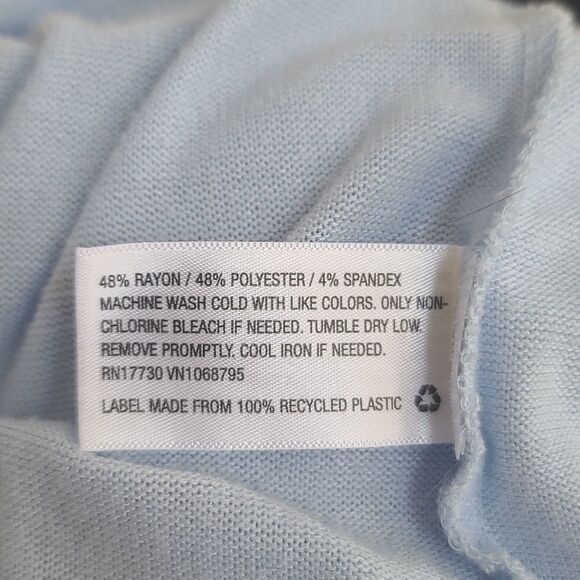 48% RAYON / 48% POLYESTER / 4% SPANDEX
MACHINE WASH COLD WITH LIKE COLORS. ONLY NON-
CHLORINE BLEACH IF NEEDED. TUMBLE DRY LOW.
REMOVE PROMPTLY. COOL IRON IF NEEDED.
RN17730 VN1068795
LABEL MADE FROM 100% RECYCLED PLASTIC